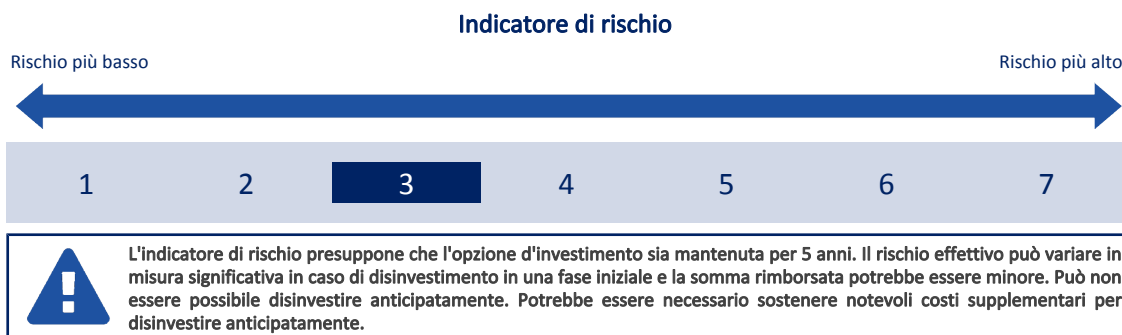 Indicatore di rischio
Rischio più basso
Rischio più alto
1 2 3 4 5 6 7
L'indicatore di rischio presuppone che l'opzione d'investimento sia mantenuta per 5 anni. Il rischio effettivo può variare in
misura significativa in caso di disinvestimento in una fase iniziale e la somma rimborsata potrebbe essere minore. Può non
essere possibile disinvestire anticipatamente. Potrebbe essere necessario sostenere notevoli costi supplementari per
disinvestire anticipatamente.